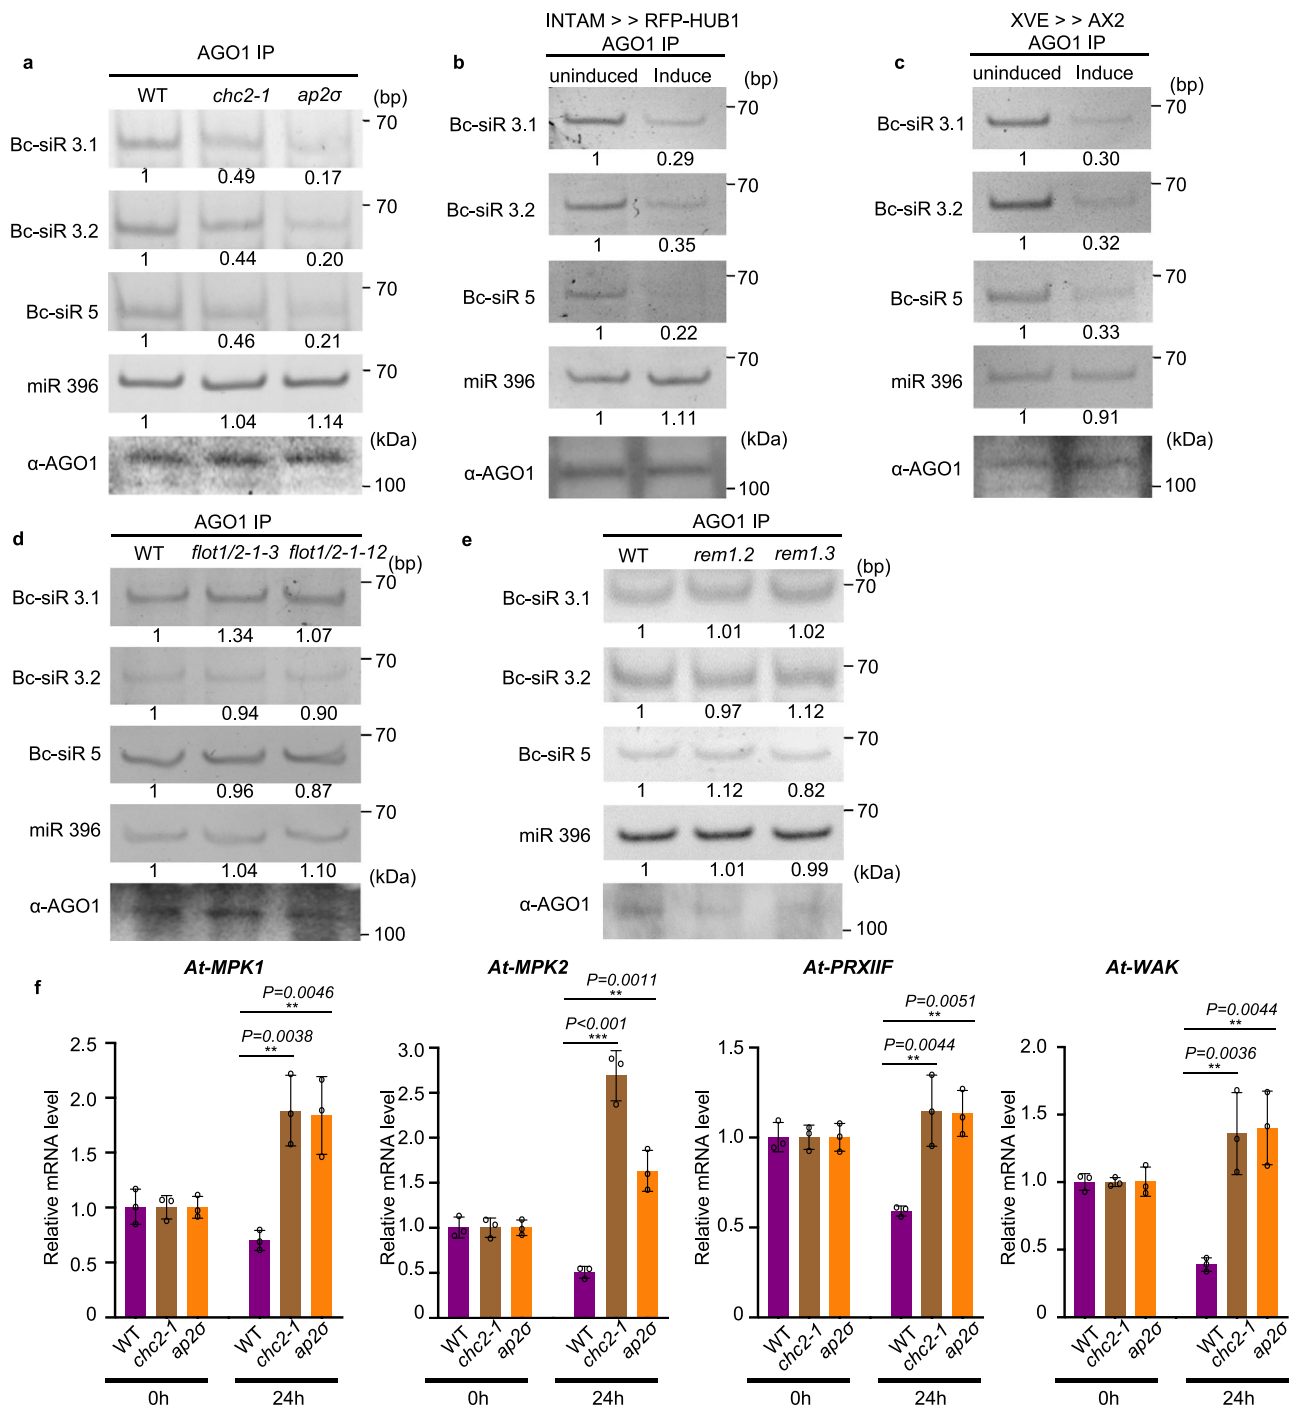 a
AGO1 IP
WT chc2-1 ap2σ (bp)
Bc-siR 3.1 70
1 0.49 0.17
Bc-siR 3.2 70
1 0.44 0.20
Bc-siR 5 70
1 0.46 0.21
miR 396 70
1 1.04 1.14
(kDa)
α-AGO1 100
INTAM > > RFP-HUB1
b AGO1 IP
uninduced Induce (bp)
Bc-siR 3.1 70
1 0.29
Bc-siR 3.2 70
1 0.35
Bc-siR 5 70
1 0.22
miR 396 70
1 1.11
(kDa)
α-AGO1 100
XVE > > AX2
c AGO1 IP
uninduced Induce (bp)
Bc-siR 3.1 70
1 0.30
Bc-siR 3.2 70
1 0.32
Bc-siR 5 70
1 0.33
miR 396 70
1 0.91
(kDa)
α-AGO1 100
d AGO1 IP
WT flot1/2-1-3 flot1/2-1-12 (bp)
Bc-siR 3.1 70
1 1.34 1.07
Bc-siR 3.2 70
1 0.94 0.90
Bc-siR 5 70
1 0.96 0.87
miR 396 70
1 1.04 1.10
(kDa)
α-AGO1 100
e AGO1 IP
WT rem1.2 rem1.3 (bp)
Bc-siR 3.1 70
1 1.01 1.02
Bc-siR 3.2 70
1 0.97 1.12
Bc-siR 5 70
1 1.12 0.82
miR 396 70
1 1.01 0.99
(kDa)
α-AGO1 100
f
At-MPK1
P=0.0046
**
P=0.0038
**
Relative mRNA level
2.5
2.0
1.5
1.0
0.5
0
WT chc2-1 ap2σ WT chc2-1 ap2σ
0h 24h
At-MPK2
P=0.0011
**
P<0.001
***
Relative mRNA level
3.0
2.5
2.0
1.5
1.0
0.5
0
WT chc2-1 ap2σ WT chc2-1 ap2σ
0h 24h
At-PRXIIF
P=0.0051
**
P=0.0044
**
Relative mRNA level
1.5
1.0
0.5
0
WT chc2-1 ap2σ WT chc2-1 ap2σ
0h 24h
At-WAK
P=0.0044
**
P=0.0036
**
Relative mRNA level
2.0
1.5
1.0
0.5
0
WT chc2-1 ap2σ WT chc2-1 ap2σ
0h 24h